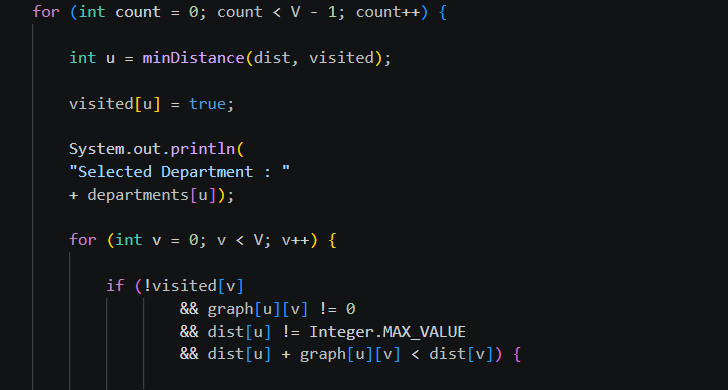 for (int count = 0; count < V - 1; count++) {
int u = minDistance(dist, visited);
visited[u] = true;
System.out.println(
"Selected Department : "
+ departments[u]);
for (int v = 0; v < V; v++) {
if (!visited[v]
&& graph[u][v] != 0
&& dist[u] != Integer.MAX_VALUE
&& dist[u] + graph[u][v] < dist[v]) {